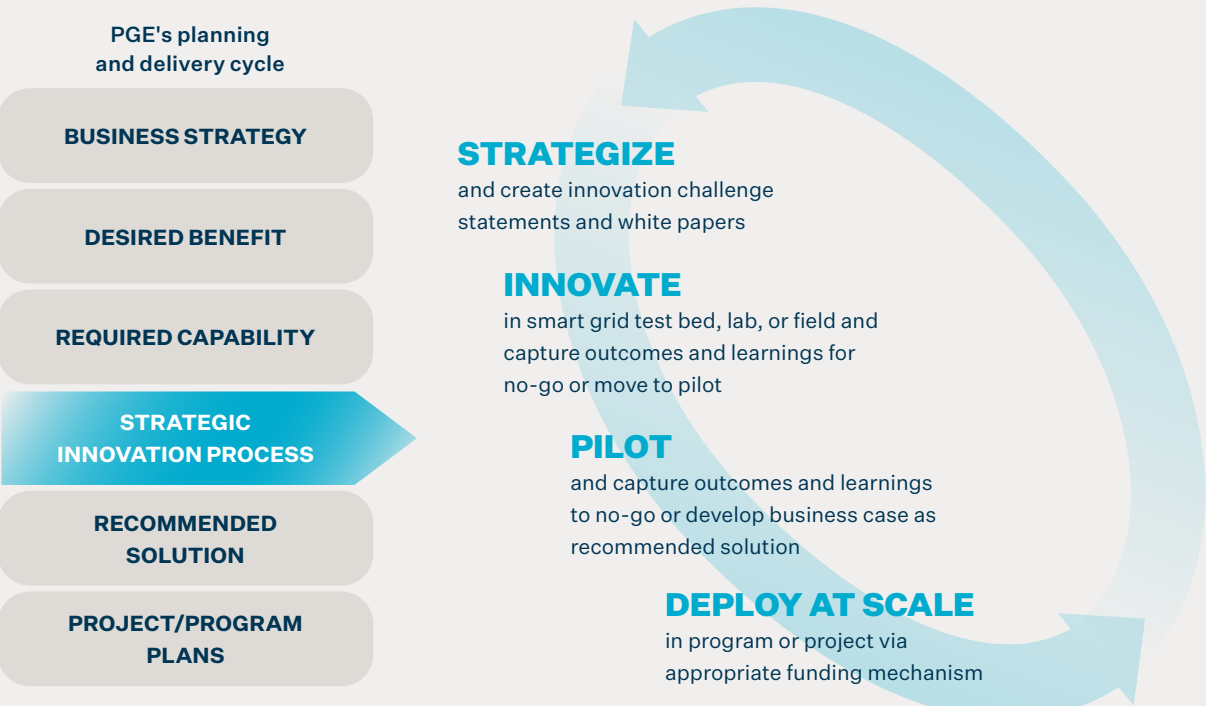 PGE's planning
and delivery cycle
BUSINESS STRATEGY
DESIRED BENEFIT
REQUIRED CAPABILITY
STRATEGIC
INNOVATION PROCESS
RECOMMENDED
SOLUTION
PROJECT/PROGRAM
PLANS
STRATEGIZE
and create innovation challenge
statements and white papers
INNOVATE
in smart grid test bed, lab, or field and
capture outcomes and learnings for
no-go or move to pilot
PILOT
and capture outcomes and learnings
to no-go or develop business case as
recommended solution
DEPLOY AT SCALE
in program or project via
appropriate funding mechanism